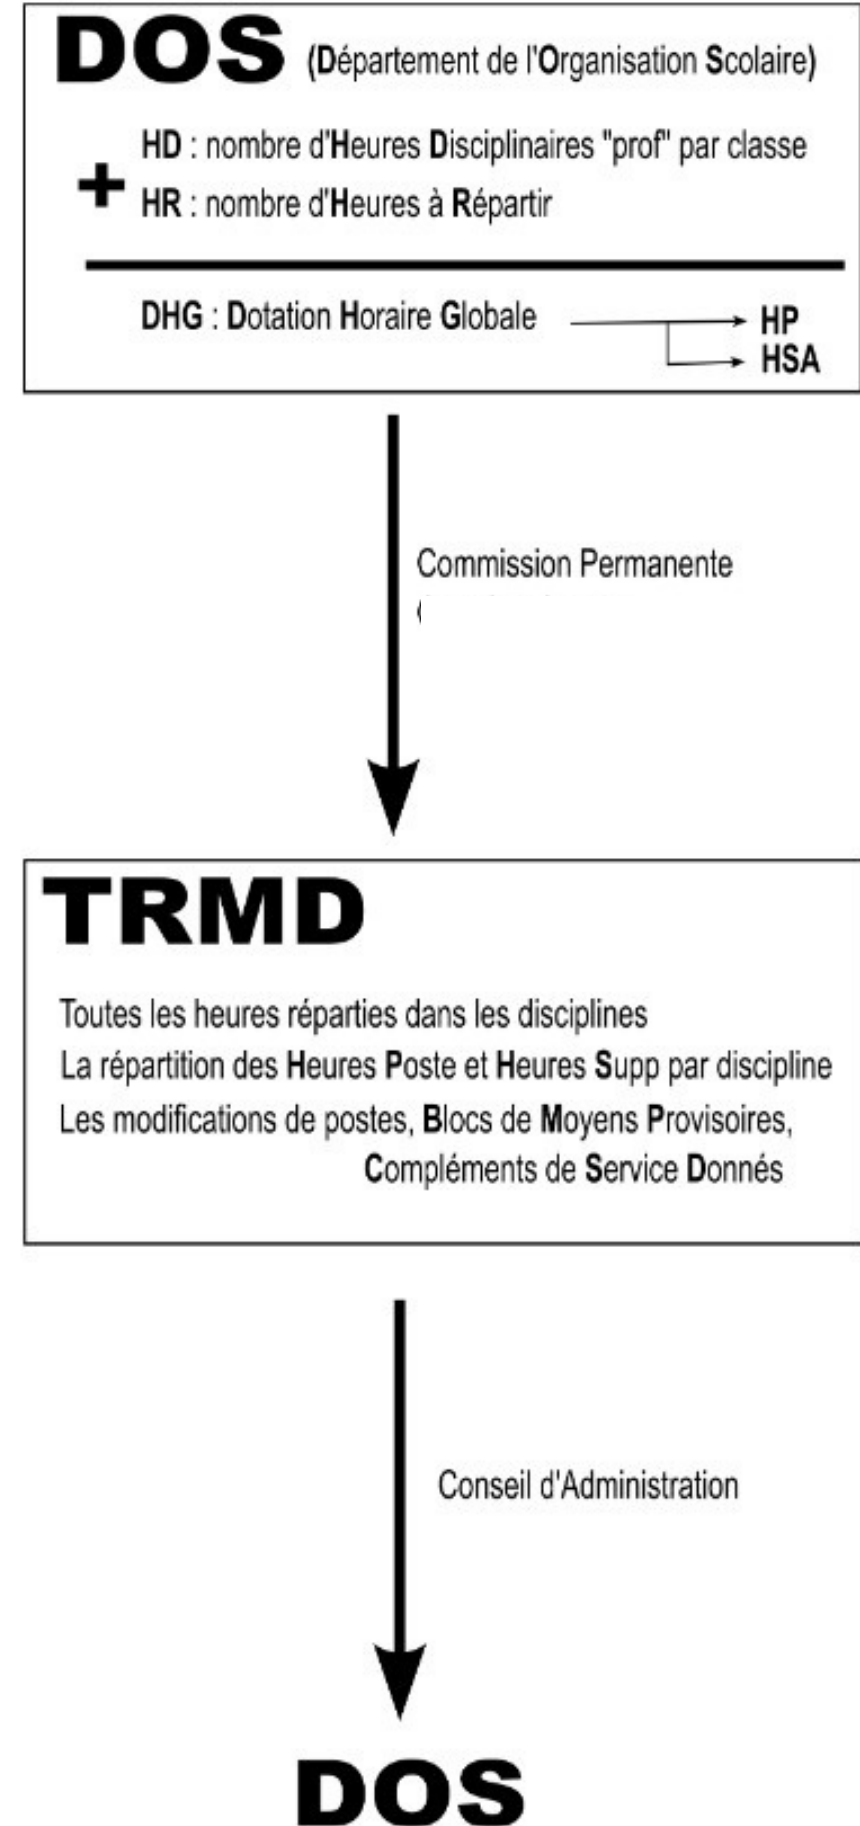 DOS (Département de l'Organisation Scolaire)
HD : nombre d'Heures Disciplinaires "prof" par classe
+
HR : nombre d'Heures à Répartir
DHG : Dotation Horaire Globale
HP
HSA
Commission Permanente
TRMD
Toutes les heures réparties dans les disciplines
La répartition des Heures Poste et Heures Supp par discipline
Les modifications de postes, Blocs de Moyens Provisoires,
Compléments de Service Donnés
Conseil d'Administration
DOS